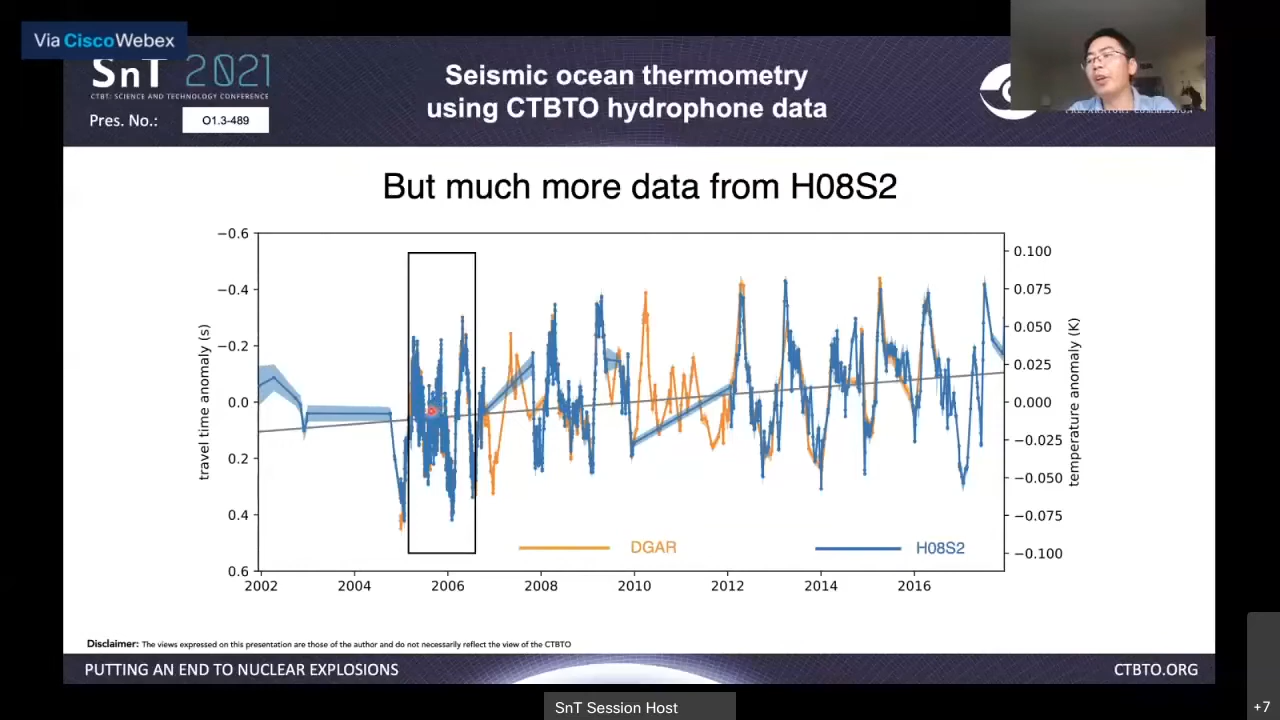 Via Cisco Webex
SnT 2021
CTBT: SCIENCE AND TECHNOLOGY CONFERENCE
Pres. No.: O1.3-489
Seismic ocean thermometry
using CTBTO hydrophone data
PREPARATORY COMMISSION
But much more data from H08S2
−0.6
−0.4
−0.2
0.0
0.2
0.4
0.6
travel time anomaly (s)
0.100
0.075
0.050
0.025
0.000
−0.025
−0.050
−0.075
−0.100
temperature anomaly (K)
DGAR
H08S2
2002 2004 2006 2008 2010 2012 2014 2016
Disclaimer: The views expressed on this presentation are those of the author and do not necessarily reflect the view of the CTBTO
PUTTING AN END TO NUCLEAR EXPLOSIONS
CTBTO.ORG
SnT Session Host
+7